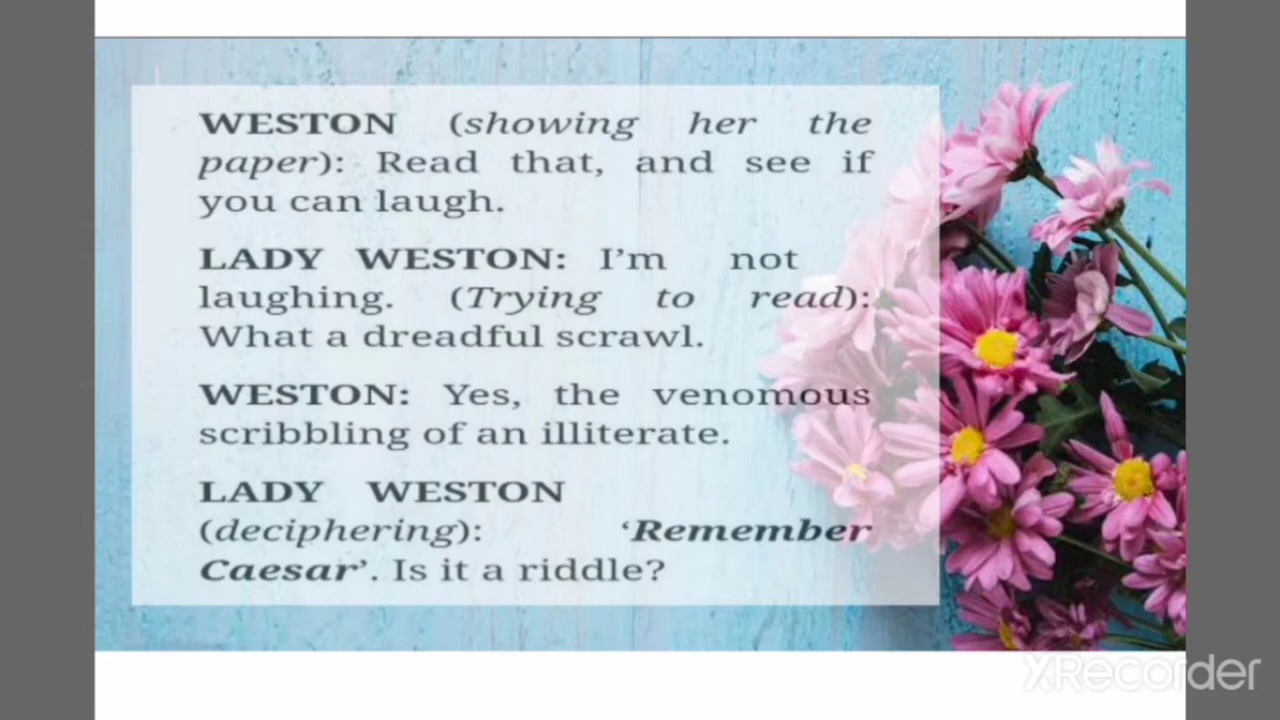 WESTON (showing her the
paper): Read that, and see if
you can laugh.
LADY WESTON: I’m not
laughing. (Trying to read):
What a dreadful scrawl.
WESTON: Yes, the venomous
scribbling of an illiterate.
LADY WESTON
(deciphering): ‘Remember
Caesar’. Is it a riddle?
XRecorder